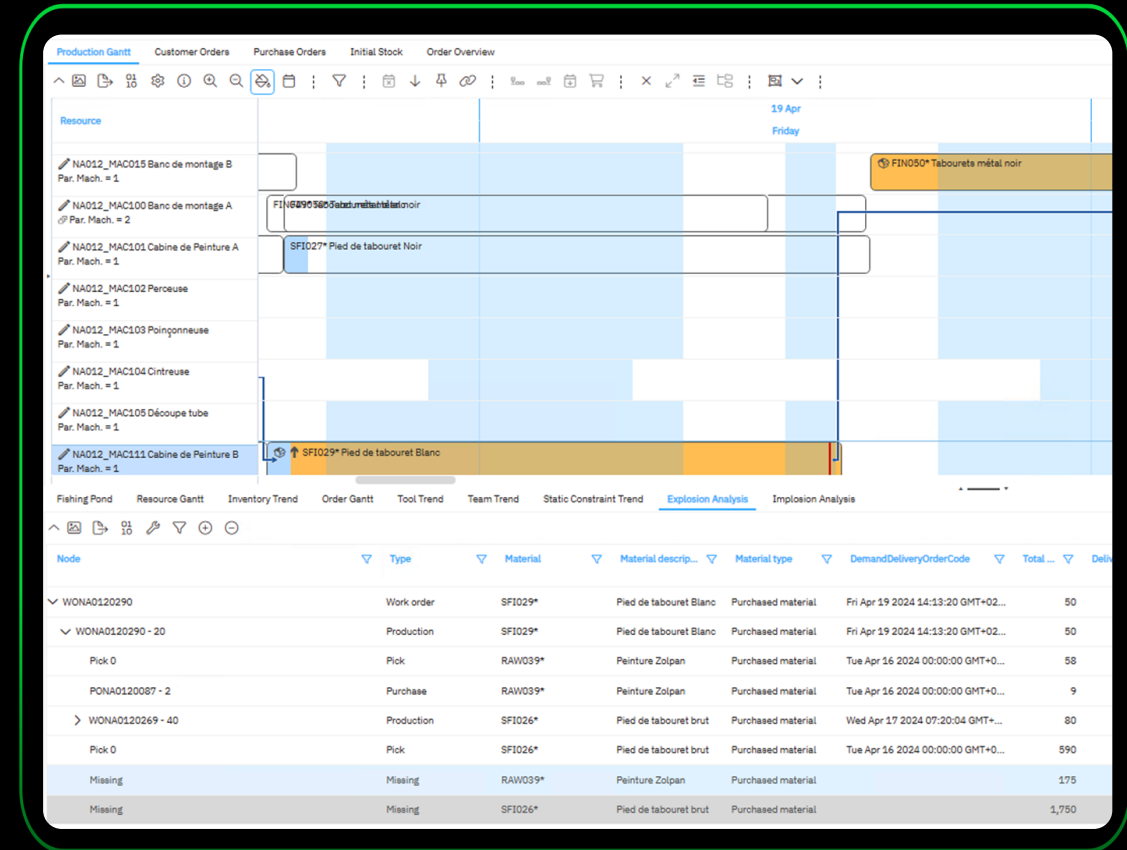 Production Gantt Customer Orders Purchase Orders Initial Stock Order Overview
Resource
19 Apr
Friday
NA012_MAC015 Banc de montage B
Par. Mach. = 1
FIN050* Tabourets métal noir
NA012_MAC100 Banc de montage A
Par. Mach. = 2
NA012_MAC101 Cabine de Peinture A
Par. Mach. = 1
SFI027* Pied de tabouret Noir
NA012_MAC102 Perceuse
Par. Mach. = 1
NA012_MAC103 Poinçonneuse
Par. Mach. = 1
NA012_MAC104 Cintreuse
Par. Mach. = 1
NA012_MAC105 Découpe tube
Par. Mach. = 1
NA012_MAC111 Cabine de Peinture B
Par. Mach. = 1
SFI029* Pied de tabouret Blanc
Fishing Pond Resource Gantt Inventory Trend Order Gantt Tool Trend Team Trend Static Constraint Trend Explosion Analysis Implosion Analysis
Node Type Material Material descrip... Material type DemandDeliveryOrderCode Total ... Deliv
WONA0120290 Work order SFI029* Pied de tabouret Blanc Purchased material Fri Apr 19 2024 14:13:20 GMT+02... 50
WONA0120290 - 20 Production SFI029* Pied de tabouret Blanc Purchased material Fri Apr 19 2024 14:13:20 GMT+02... 50
Pick 0 Pick RAW039* Peinture Zolpan Purchased material Tue Apr 16 2024 00:00:00 GMT+0... 58
PONA0120087 - 2 Purchase RAW039* Peinture Zolpan Purchased material Tue Apr 16 2024 00:00:00 GMT+0... 9
WONA0120269 - 40 Production SFI026* Pied de tabouret brut Purchased material Wed Apr 17 2024 07:20:04 GMT+... 80
Pick 0 Pick SFI026* Pied de tabouret brut Purchased material Tue Apr 16 2024 00:00:00 GMT+0... 590
Missing Missing RAW039* Peinture Zolpan Purchased material 175
Missing Missing SFI026* Pied de tabouret brut Purchased material 1,750